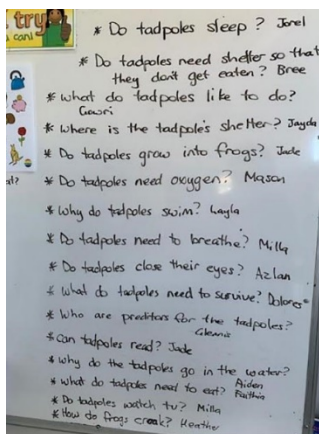 try
u can!
* Do tadpoles sleep? Jorel
* Do tadpoles need shelter so that
they don't get eaten? Bree
* what do tadpoles like to do?
Gowri
* Where is the tadpole's shelter? Jayda
* Do tadpoles grow into frogs? Jade
at?
* Do tadpoles need oxygen? Mason
* Why do tadpoles swim? Layla
* Do tadpoles need to breathe? Milla
* Do tadpoles close their eyes? Azlan
* What do tadpoles need to survive? Dolores
* Who are preditors for the tadpoles?
Glennis
* can tadpoles read? Jade
* why do the tadpoles go in the water?
Aiden
* what do tadpoles need to eat?
* Do tadpoles watch tv? Milla
* How do frogs croak? Heather